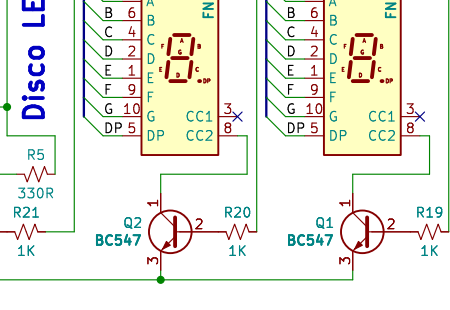 Disco LE
A
FN
B 6 B
C 4 C
D 2 D
E 1 E
F 9 F
G 10 G CC1 3
DP 5 DP CC2 8
A
F B
G
E C
D
.DP
A
FN
B 6 B
C 4 C
D 2 D
E 1 E
F 9 F
G 10 G CC1 3
DP 5 DP CC2 8
A
F B
G
E C
D
.DP
R5
330R
R21
1K
Q2
BC547
1
2
3
R20
1K
Q1
BC547
1
2
3
R19
1K